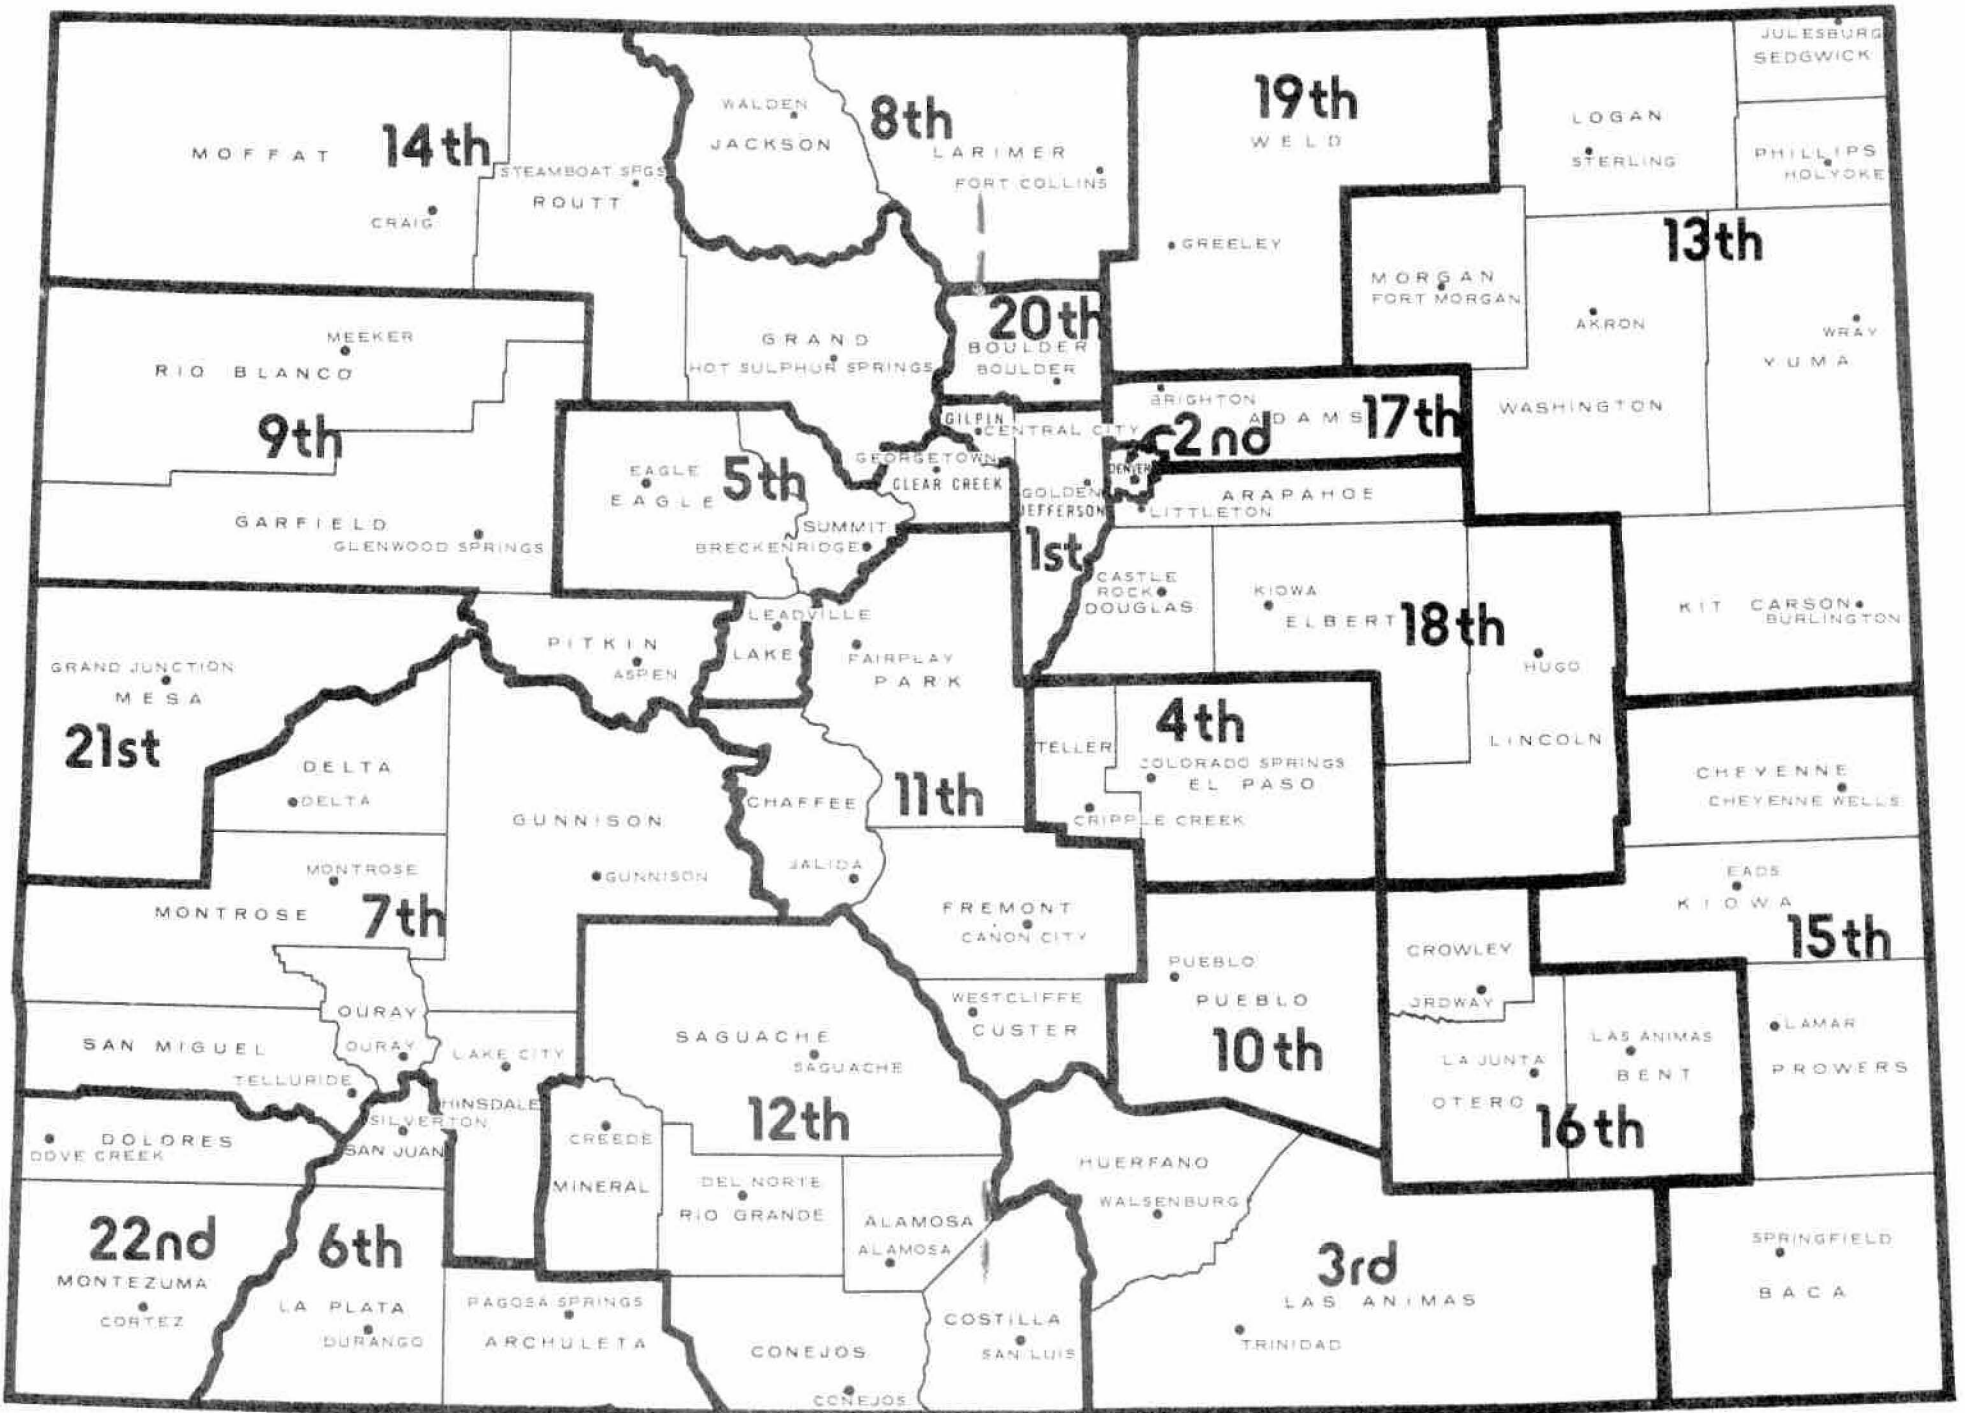 JULESBURG
SEDGWICK
MOFFAT
14th
CRAIG
STEAMBOAT SPGS
ROUTT
WALDEN
JACKSON
8th
LARIMER
FORT COLLINS
19th
WELD
GREELEY
LOGAN
STERLING
PHILLIPS
HOLYOKE
13th
MORGAN
FORT MORGAN
AKRON
WASHINGTON
WRAY
YUMA
MEEKER
RIO BLANCO
9th
GARFIELD
GLENWOOD SPRINGS
GRAND
HOT SULPHUR SPRINGS
20th
BOULDER
BOULDER
GILPIN
CENTRAL CITY
BRIGHTON
ADAMS
17th
2nd
DENVER
EAGLE
EAGLE
5th
SUMMIT
BRECKENRIDGE
GEORGETOWN
CLEAR CREEK
GOLDEN
JEFFERSON
1st
ARAPAHOE
LITTLETON
CASTLE
ROCK
DOUGLAS
KIOWA
ELBERT
18th
HUGO
LINCOLN
KIT CARSON
BURLINGTON
GRAND JUNCTION
MESA
21st
PITKIN
ASPEN
LEADVILLE
LAKE
FAIRPLAY
PARK
DELTA
DELTA
GUNNISON
GUNNISON
CHAFFEE
SALIDA
11th
TELLER
4th
COLORADO SPRINGS
EL PASO
CRIPPLE CREEK
CHEYENNE
CHEYENNE WELLS
EADS
KIOWA
15th
MONTROSE
MONTROSE
7th
FREMONT
CANON CITY
WESTCLIFFE
CUSTER
PUEBLO
PUEBLO
10th
CROWLEY
ORDWAY
LAS ANIMAS
BENT
LA JUNTA
OTERO
16th
LAMAR
PROWERS
OURAY
OURAY
SAN MIGUEL
TELLURIDE
LAKE CITY
HINSDALE
SAGUACHE
SAGUACHE
12th
SILVERTON
SAN JUAN
DOLORES
DOVE CREEK
CREEDE
MINERAL
DEL NORTE
RIO GRANDE
ALAMOSA
ALAMOSA
HUERFANO
WALSENBURG
22nd
MONTEZUMA
CORTEZ
6th
LA PLATA
DURANGO
PAGOSA SPRINGS
ARCHULETA
CONEJOS
CONEJOS
COSTILLA
SAN LUIS
3rd
LAS ANIMAS
TRINIDAD
SPRINGFIELD
BACA